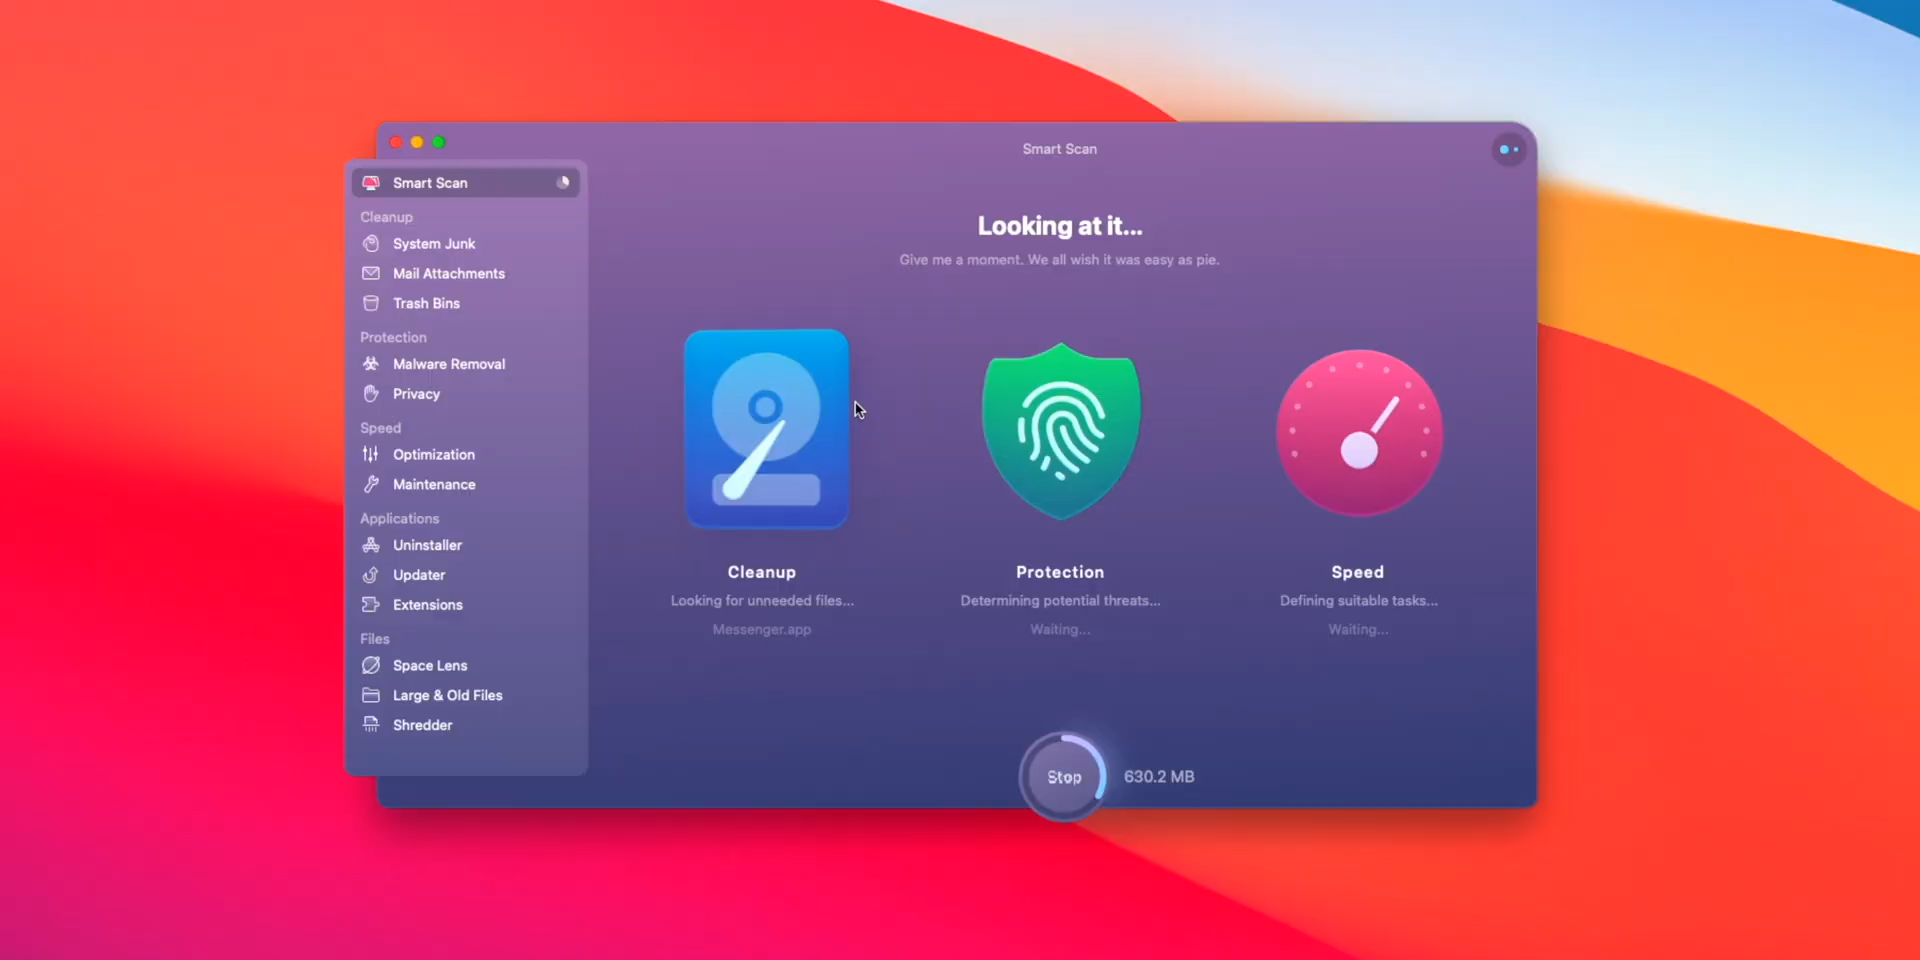 Smart Scan
Smart Scan
Cleanup
System Junk
Mail Attachments
Trash Bins
Protection
Malware Removal
Privacy
Speed
Optimization
Maintenance
Applications
Uninstaller
Updater
Extensions
Files
Space Lens
Large & Old Files
Shredder
Looking at it...
Give me a moment. We all wish it was easy as pie.
Cleanup
Looking for unneeded files...
Messenger.app
Protection
Determining potential threats...
Waiting...
Speed
Defining suitable tasks...
Waiting...
Stop
630.2 MB